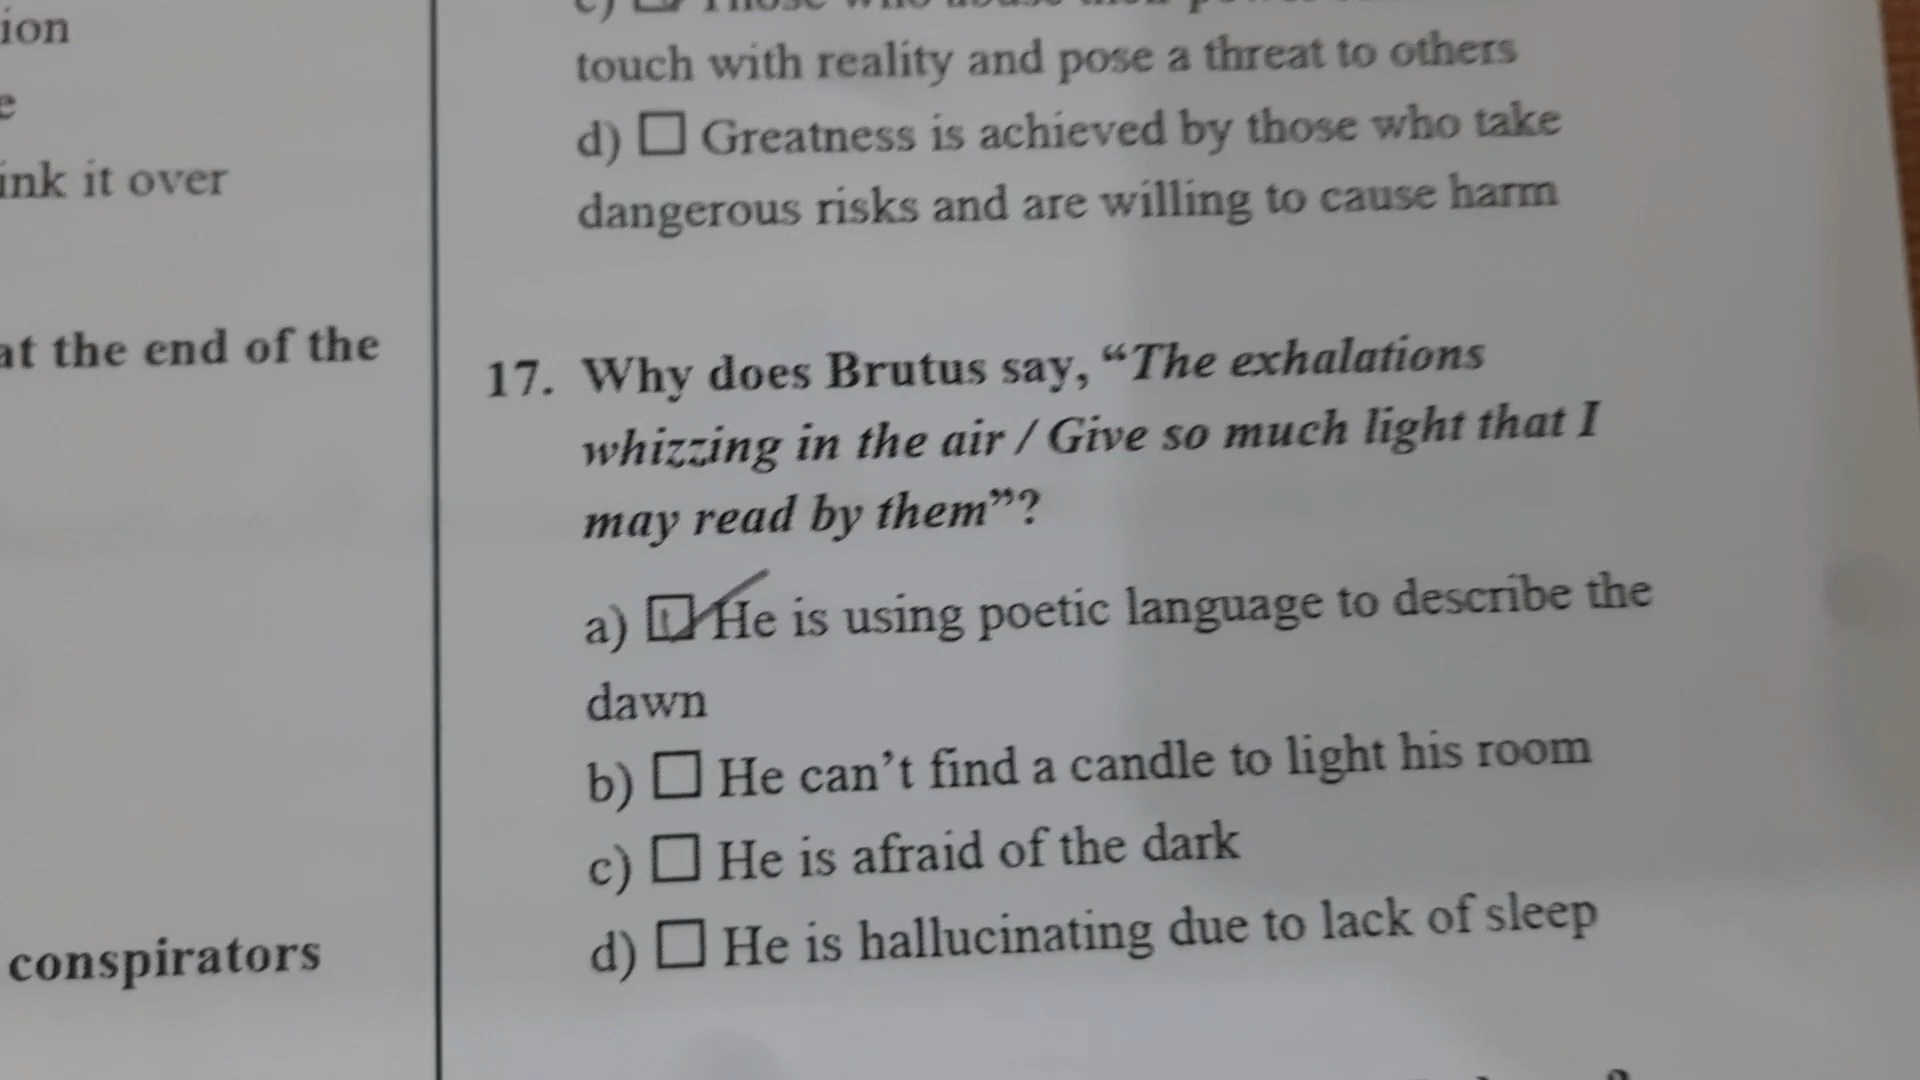 ion
e
ink it over
at the end of the
conspirators
touch with reality and pose a threat to others
d) ☐ Greatness is achieved by those who take
dangerous risks and are willing to cause harm
17. Why does Brutus say, “The exhalations
whizzing in the air / Give so much light that I
may read by them”?
a) ☑ He is using poetic language to describe the
dawn
b) ☐ He can’t find a candle to light his room
c) ☐ He is afraid of the dark
d) ☐ He is hallucinating due to lack of sleep